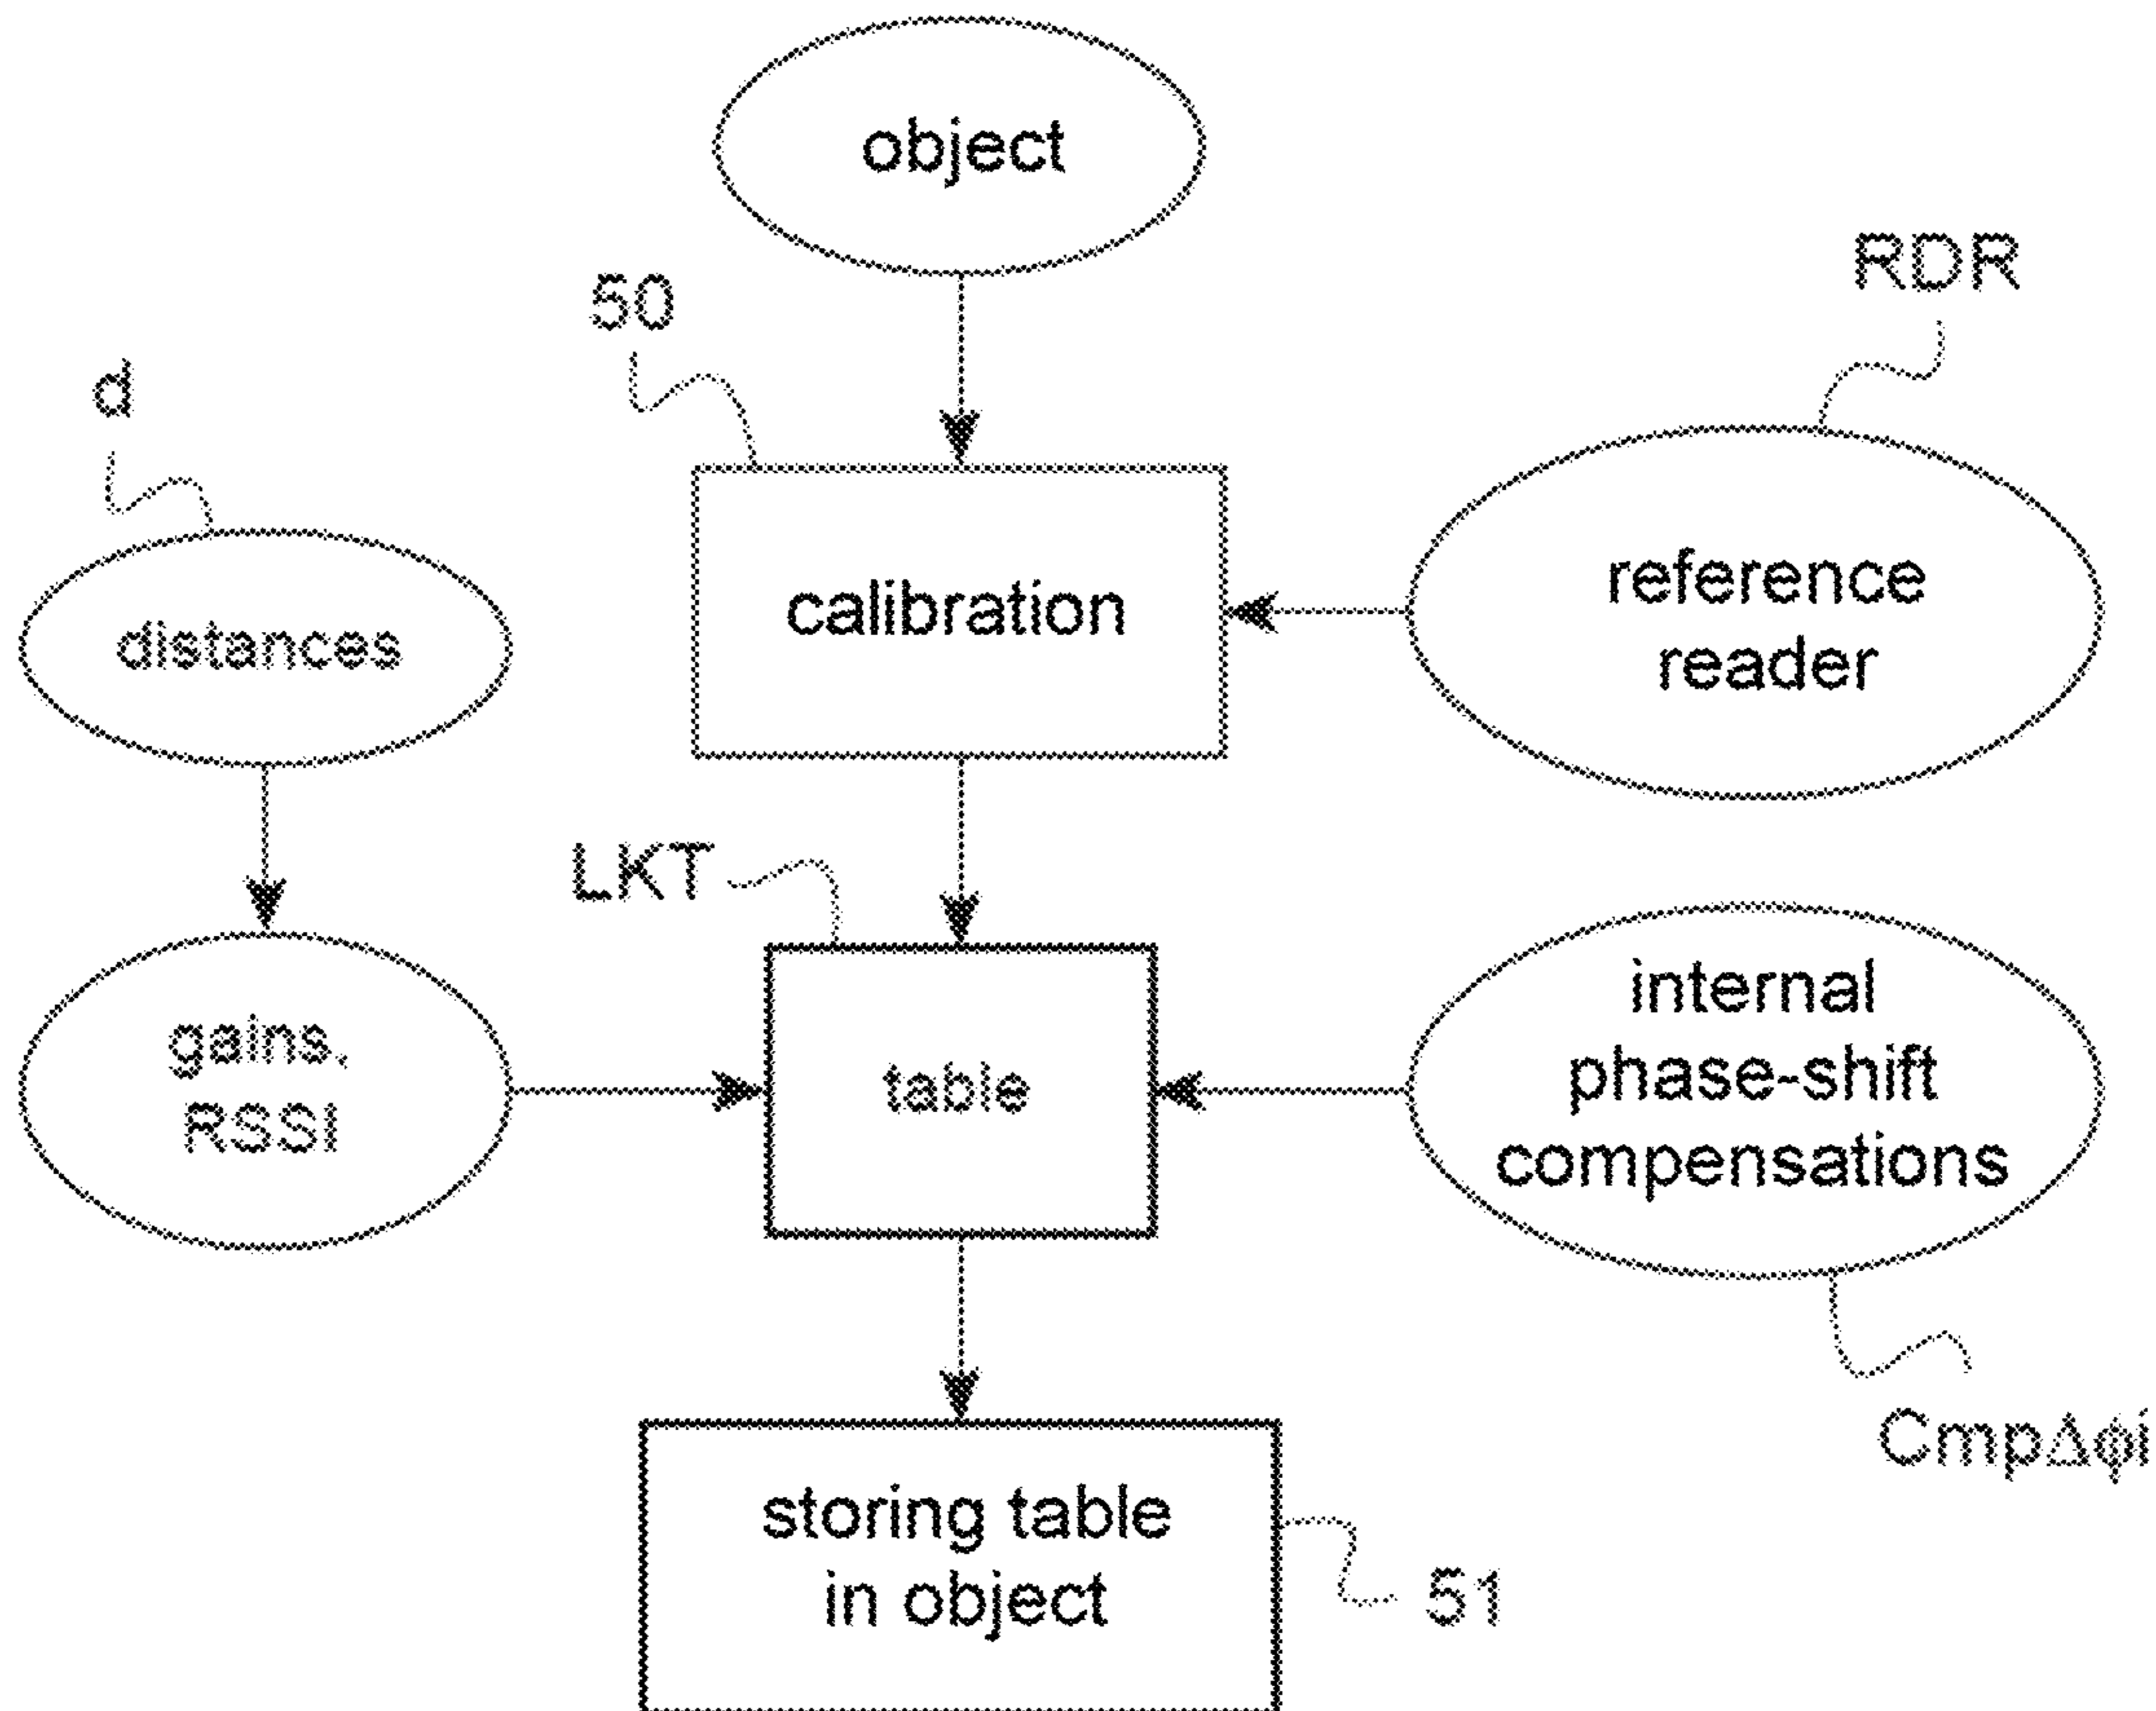 object
50
RDR
d
calibration
reference
reader
distances
LKT
gains,
RSSI
table
internal
phase-shift
compensations
CmpΔϕi
storing table
in object
51